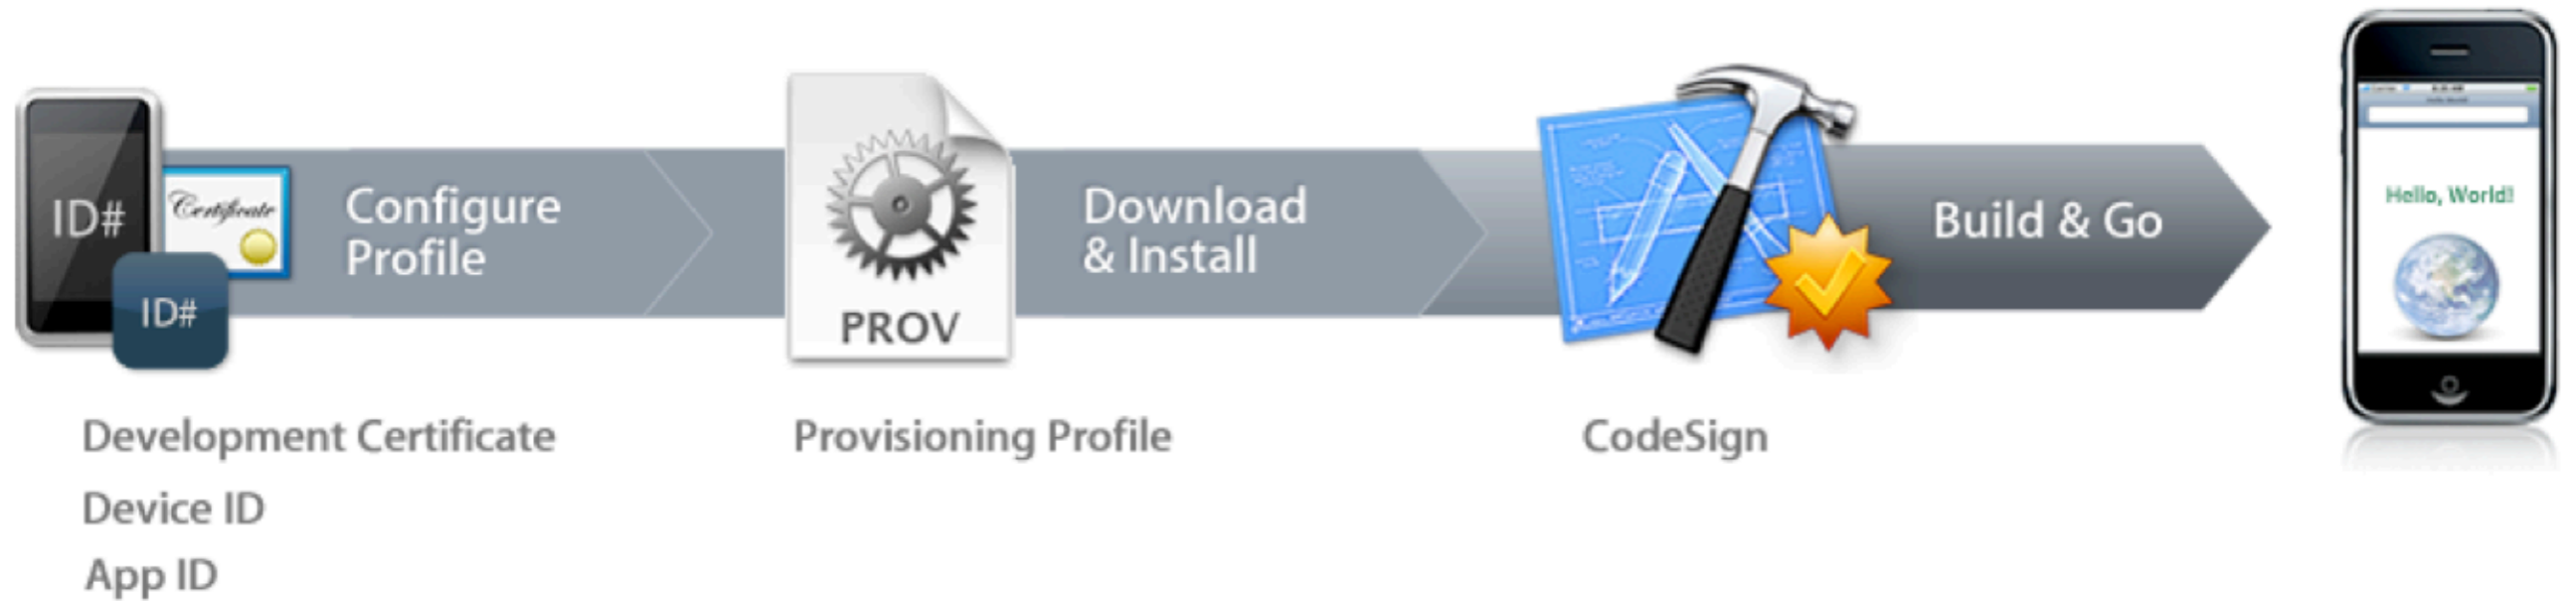 ID#
Certificate
ID#
Configure
Profile
PROV
Download
& Install
Build & Go
Hello, World!
Development Certificate
Device ID
App ID
Provisioning Profile
CodeSign